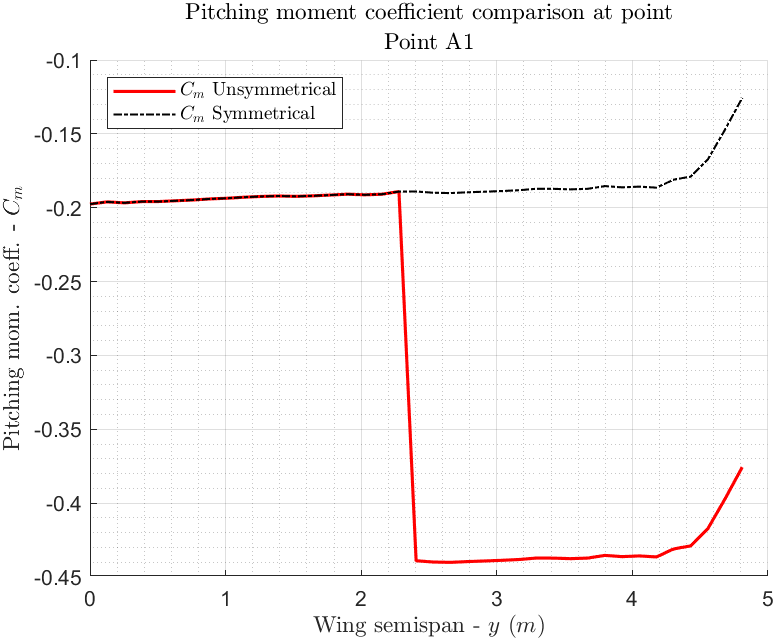 Pitching moment coefficient comparison at point
Point A1
-0.1
-0.15
-0.2
-0.25
-0.3
-0.35
-0.4
-0.45
Pitching mom. coeff. - Cₘ
Cₘ Unsymmetrical
Cₘ Symmetrical
0 1 2 3 4 5
Wing semispan - y (m)